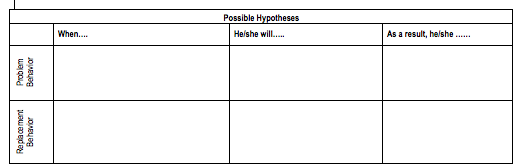 Possible Hypotheses
When....
He/she will.....
As a result, he/she ......
Problem
Behavior
Replacement
Behavior